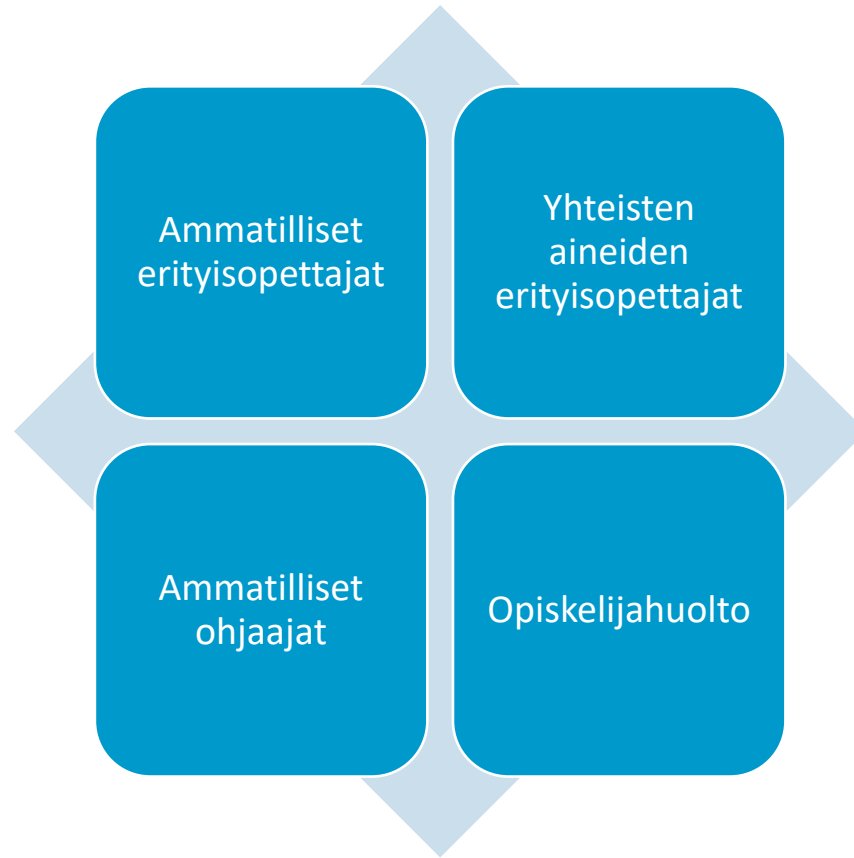 Ammatilliset
erityisopettajat
Yhteisten
aineiden
erityisopettajat
Ammatilliset
ohjaajat
Opiskelijahuolto